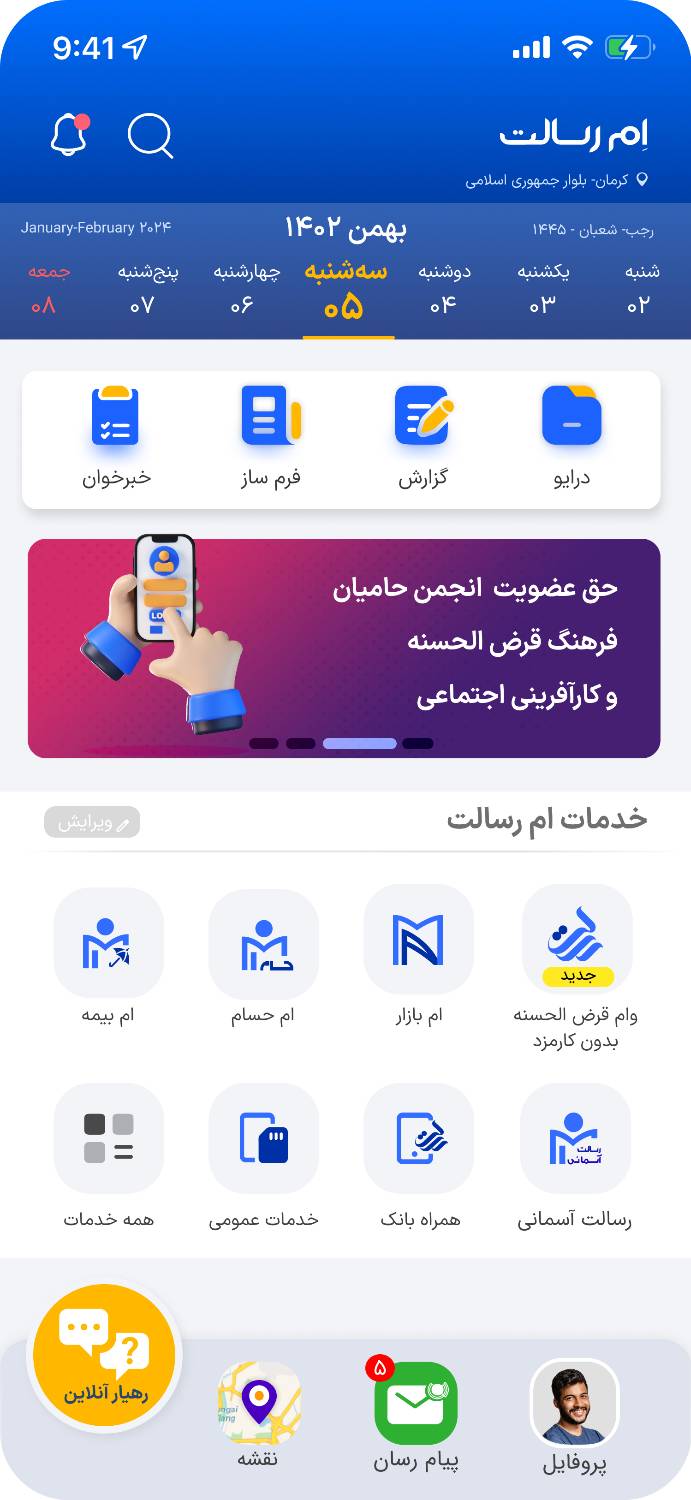 9:41
اِم رسالت
کرمان- بلوار جمهوری اسلامی
رجب- شعبان - ۱۴۴۵
بهمن ۱۴۰۲
January-February ۲۰۲۴
شنبه یکشنبه دوشنبه سه‌شنبه چهارشنبه پنج‌شنبه جمعه
۰۲ ۰۳ ۰۴ ۰۵ ۰۶ ۰۷ ۰۸
درایو گزارش فرم ساز خبرخوان
حق عضویت انجمن حامیان
فرهنگ قرض الحسنه
و کارآفرینی اجتماعی
خدمات ام رسالت
ویرایش
جدید
حسام
وام قرض الحسنه ام بازار ام حسام ام بیمه
بدون کارمزد
رسالت
آسمانی
رسالت آسمانی همراه بانک خدمات عمومی همه خدمات
?
رهیار آنلاین
۵
پروفایل پیام رسان نقشه